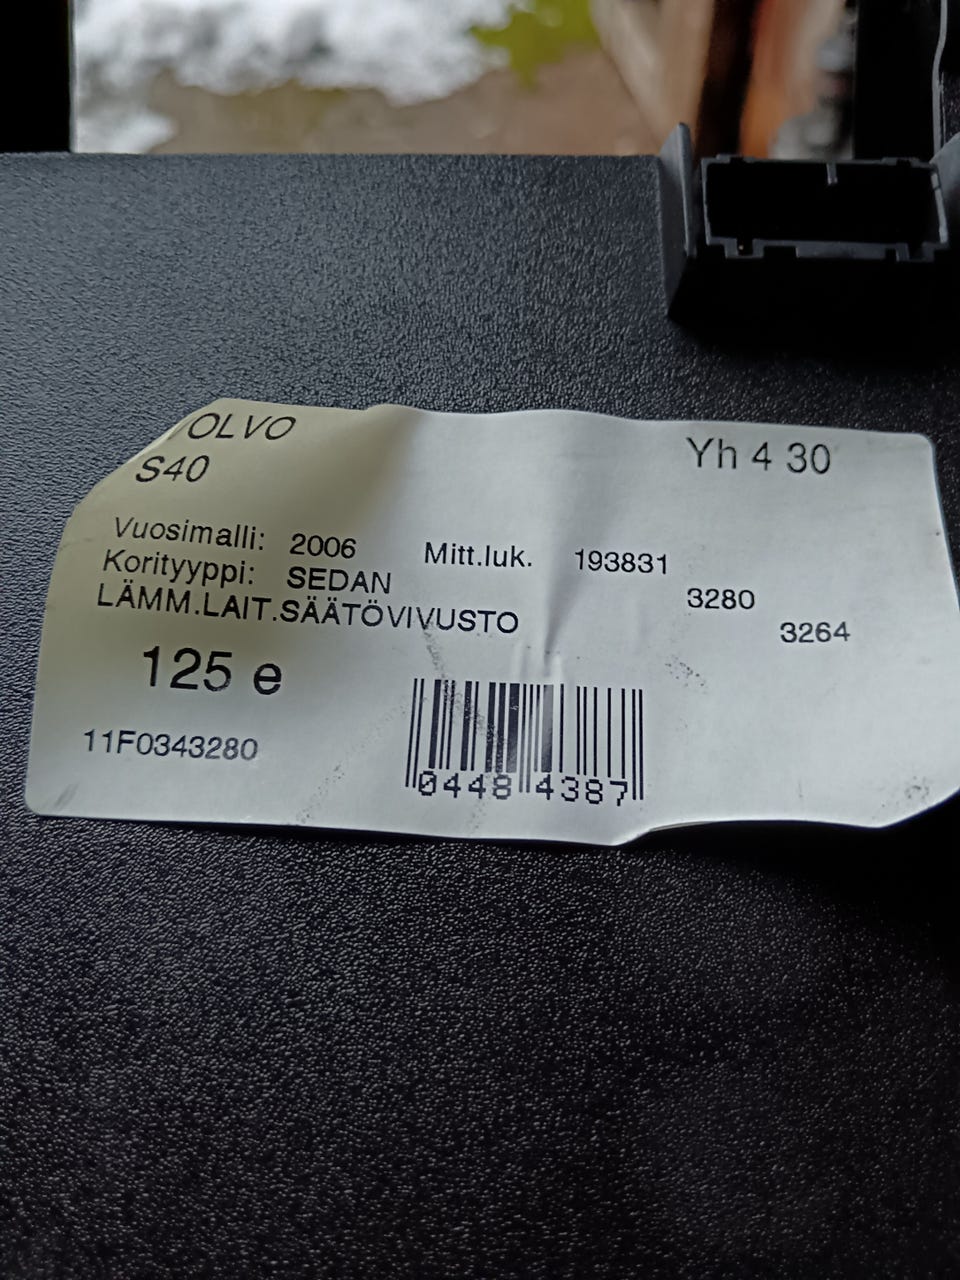 VOLVO
Yh 4 30
S40
Vuosimalli: 2006 Mitt.luk. 193831
Korityyppi: SEDAN 3280
LÄMM.LAIT.SÄÄTÖVIVUSTO 3264
125 e
11F0343280
0448 4387